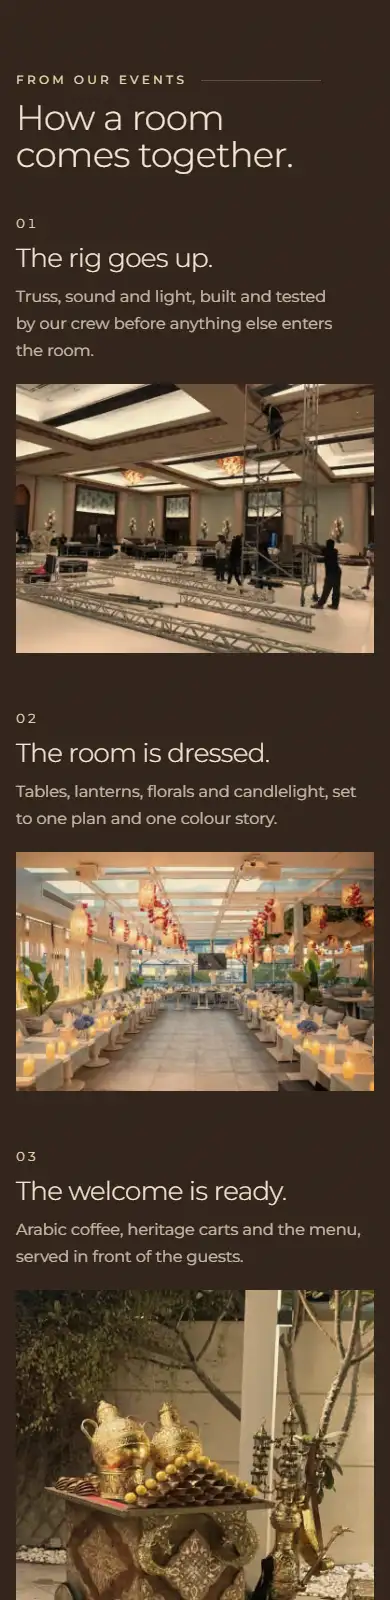 FROM OUR EVENTS
How a room
comes together.
01
The rig goes up.
Truss, sound and light, built and tested
by our crew before anything else enters
the room.
02
The room is dressed.
Tables, lanterns, florals and candlelight, set
to one plan and one colour story.
03
The welcome is ready.
Arabic coffee, heritage carts and the menu,
served in front of the guests.